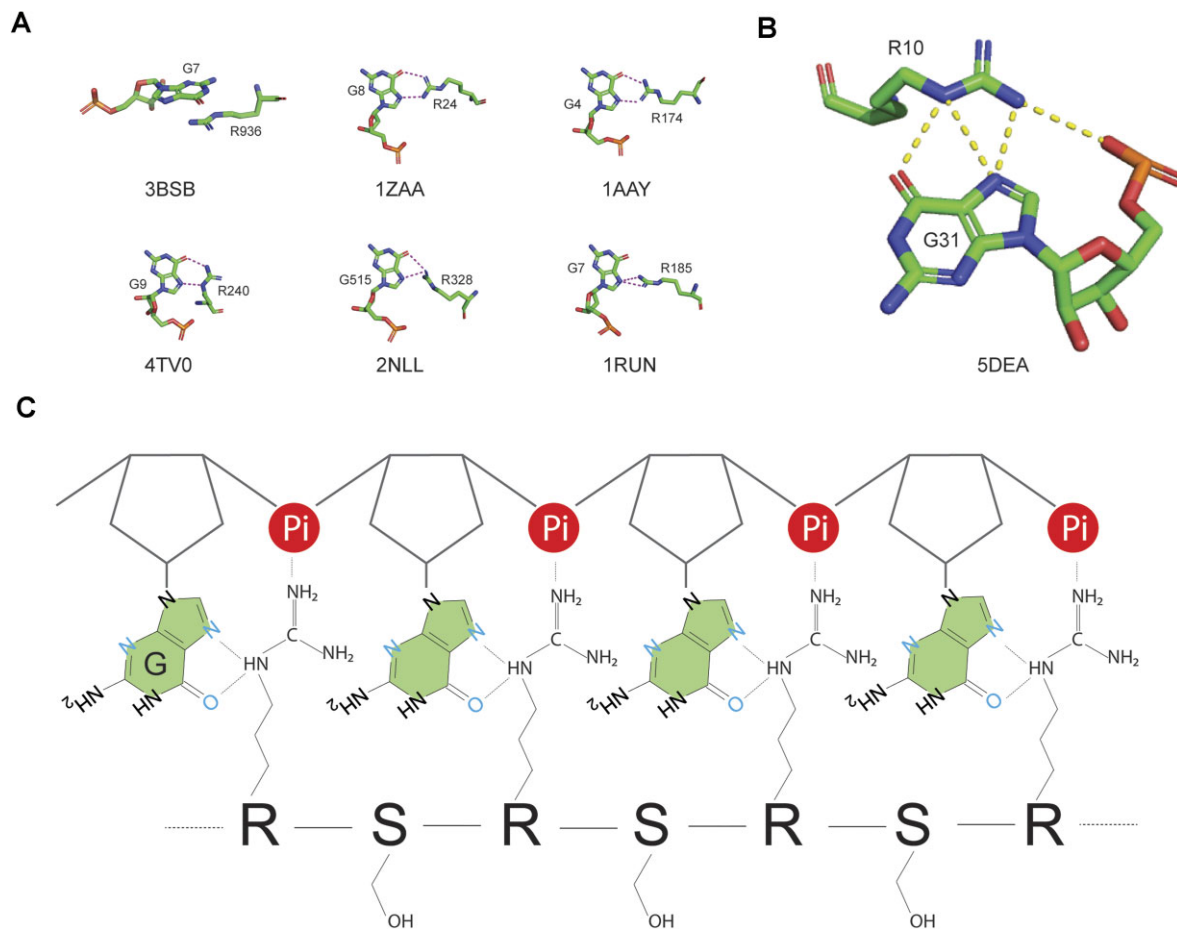 A
G7
R936
3BSB
G8
R24
1ZAA
G4
R174
1AAY
G9
R240
4TV0
G515
R328
2NLL
G7
R185
1RUN
B
R10
G31
5DEA
C
Pi Pi Pi Pi
NH₂ NH₂ NH₂ NH₂
N N N N
N N C N N C N N C N N C
G HN NH₂ HN NH₂ HN NH₂ HN NH₂
NH₂ HN O NH₂ HN O NH₂ HN O NH₂ HN O
R S R S R S R
OH OH OH